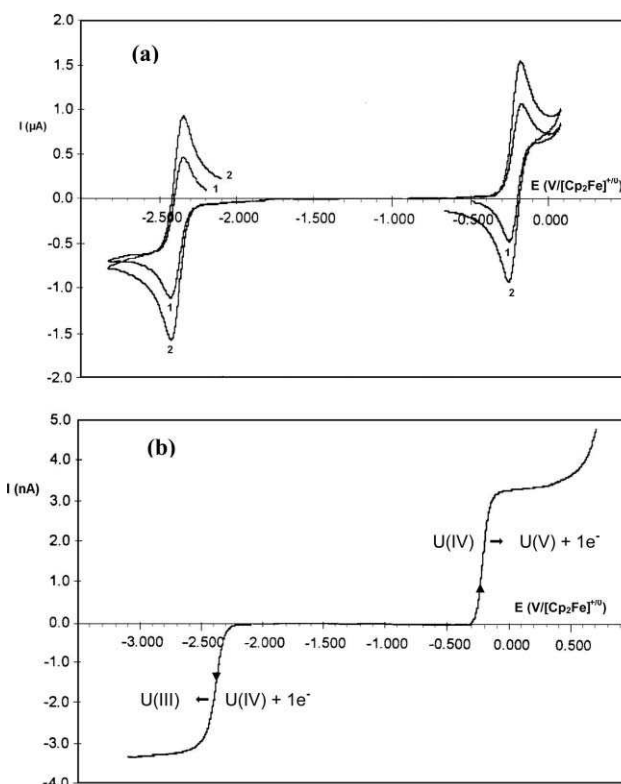 2.0
(a)
1.5
1.0
I (µA)
0.5
2
1
E (V/[Cp₂Fe]⁺ᐟ⁰)
0.0
-2.500 -2.000 -1.500 -1.000 -0.500 0.000
-0.5
1
-1.0
2
1
-1.5
2
-2.0
5.0
(b)
I (nA)
4.0
3.0
2.0
U(IV) → U(V) + 1e⁻
1.0
E (V/[Cp₂Fe]⁺ᐟ⁰)
0.0
-3.000 -2.500 -2.000 -1.500 -1.000 -0.500 0.000 0.500
-1.0
-2.0
U(III) ← U(IV) + 1e⁻
-3.0
-4.0